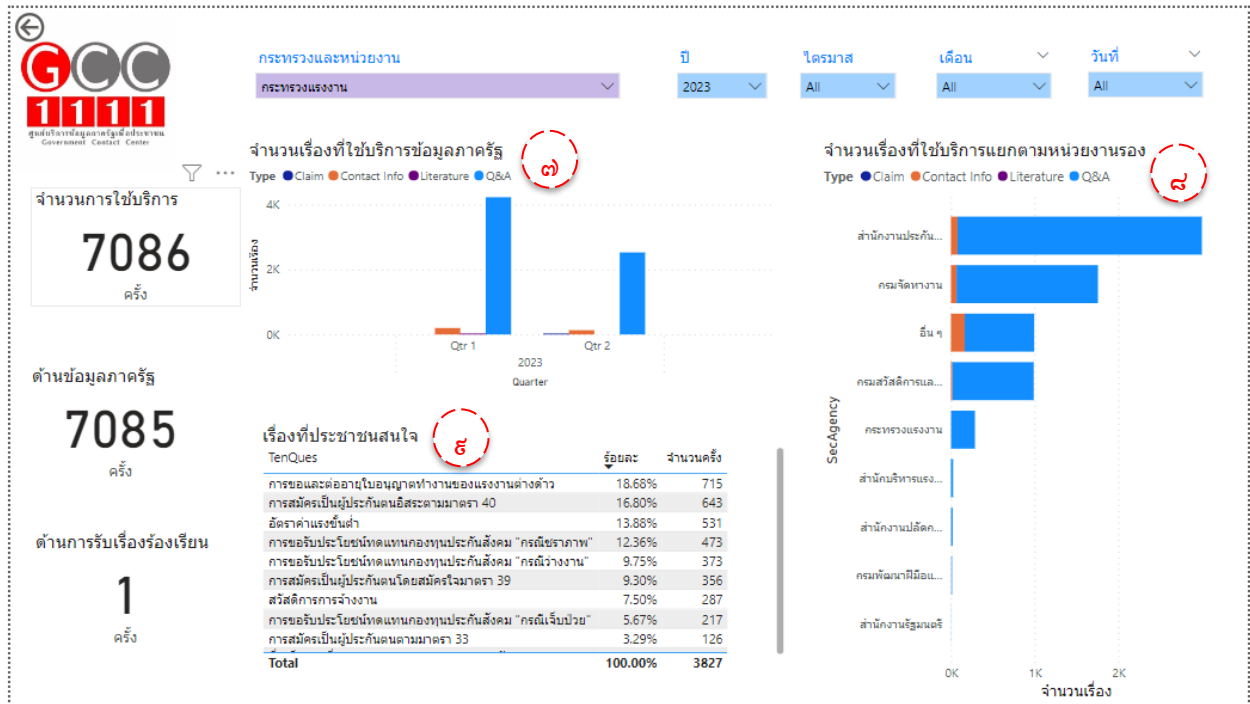 GCC
1111
ศูนย์บริการข้อมูลภาครัฐเพื่อประชาชน
Government Contact Center
กระทรวงและหน่วยงาน
กระทรวงแรงงาน
ปี
2023
ไตรมาส
All
เดือน
All
วันที่
All
จำนวนการใช้บริการ
7086
ครั้ง
ด้านข้อมูลภาครัฐ
7085
ครั้ง
ด้านการรับเรื่องร้องเรียน
1
ครั้ง
จำนวนเรื่องที่ใช้บริการข้อมูลภาครัฐ
๗
Type Claim Contact Info Literature Q&A
จำนวนเรื่อง
4K
2K
0K
Qtr 1 Qtr 2
2023
Quarter
เรื่องที่ประชาชนสนใจ
๙
TenQues ร้อยละ จำนวนครั้ง
การขอและต่ออายุใบอนุญาตทำงานของแรงงานต่างด้าว 18.68% 715
การสมัครเป็นผู้ประกันตนอิสระตามมาตรา 40 16.80% 643
อัตราค่าแรงขั้นต่ำ 13.88% 531
การขอรับประโยชน์ทดแทนกองทุนประกันสังคม "กรณีชราภาพ" 12.36% 473
การขอรับประโยชน์ทดแทนกองทุนประกันสังคม "กรณีว่างงาน" 9.75% 373
การสมัครเป็นผู้ประกันตนโดยสมัครใจมาตรา 39 9.30% 356
สวัสดิการการจ้างงาน 7.50% 287
การขอรับประโยชน์ทดแทนกองทุนประกันสังคม "กรณีเจ็บป่วย" 5.67% 217
การสมัครเป็นผู้ประกันตนตามมาตรา 33 3.29% 126
Total 100.00% 3827
จำนวนเรื่องที่ใช้บริการแยกตามหน่วยงานรอง
๘
Type Claim Contact Info Literature Q&A
SecAgency
สำนักงานประกัน...
กรมจัดหางาน
อื่น ๆ
กรมสวัสดิการแล...
กระทรวงแรงงาน
สำนักบริหารแรง...
สำนักงานปลัดก...
กรมพัฒนาฝีมือแ...
สำนักงานรัฐมนตรี
0K 1K 2K
จำนวนเรื่อง